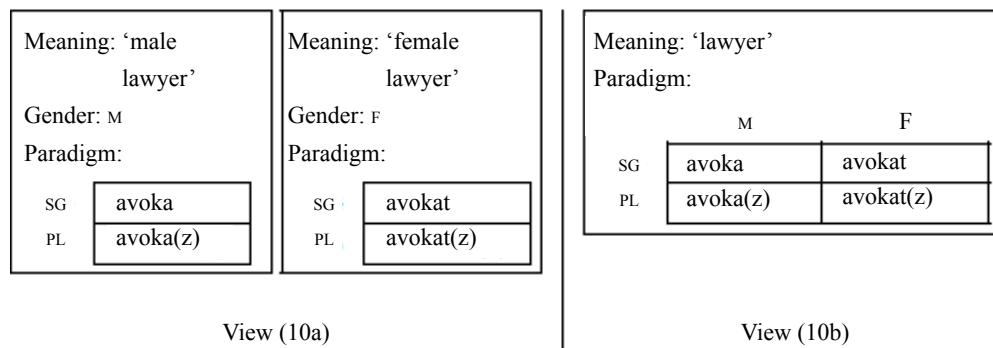 Meaning: ‘male
lawyer’
Gender: M
Paradigm:
SG avoka
PL avoka(z)
Meaning: ‘female
lawyer’
Gender: F
Paradigm:
SG avokat
PL avokat(z)
View (10a)
Meaning: ‘lawyer’
Paradigm:
M F
SG avoka avokat
PL avoka(z) avokat(z)
View (10b)